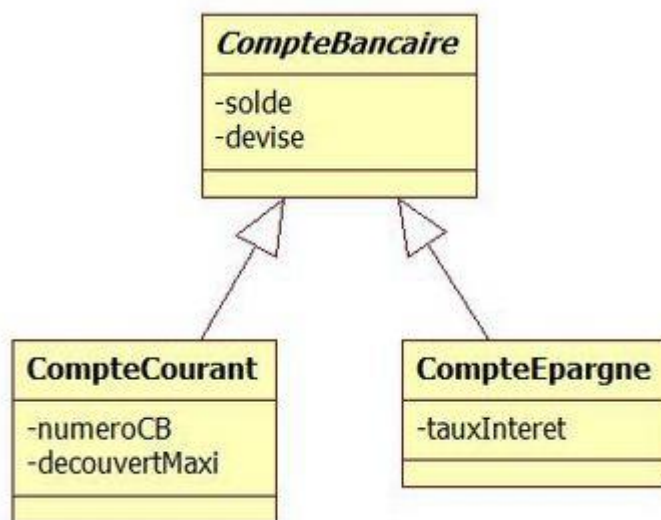 CompteBancaire
-solde
-devise
CompteCourant
-numeroCB
-decouvertMaxi
CompteEpargne
-tauxInteret